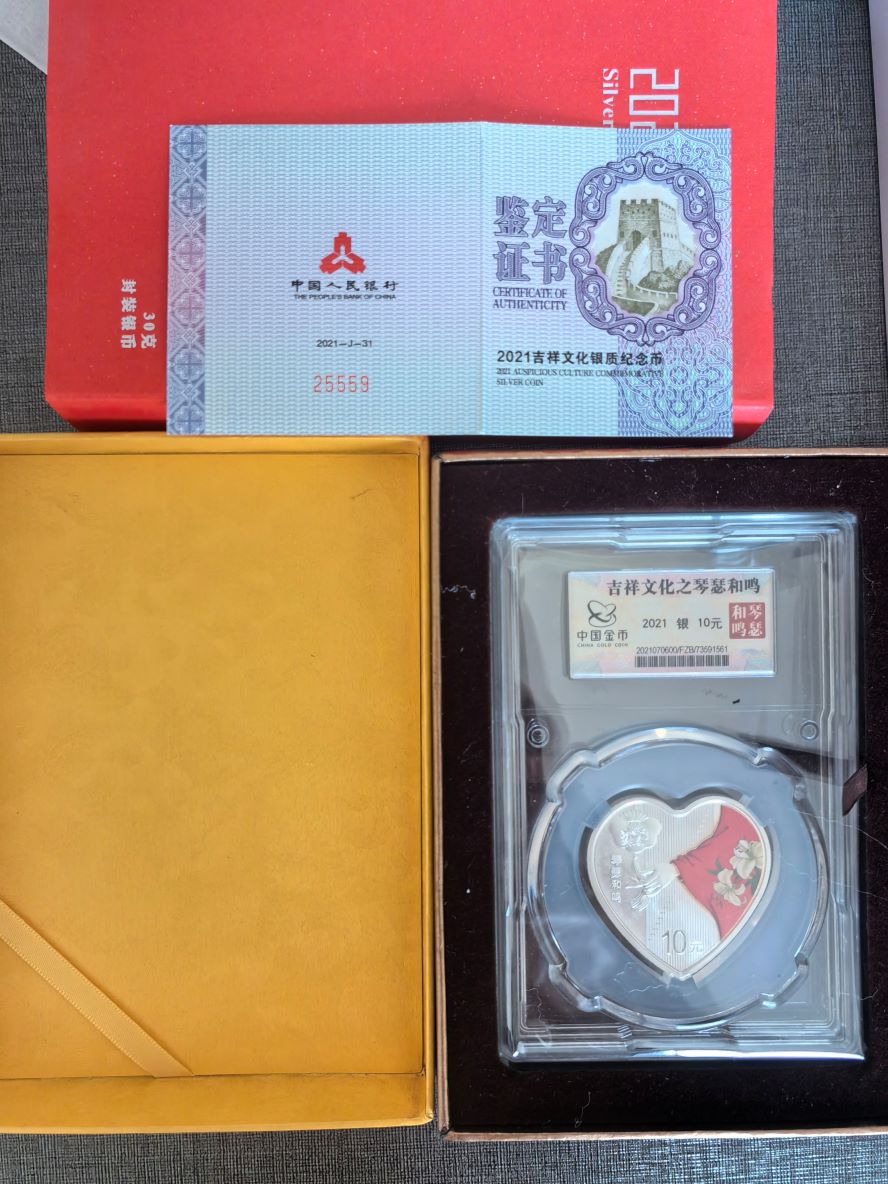 Silver
30克
封装银币
中国人民银行
THE PEOPLE'S BANK OF CHINA
2021—J—31
25559
鉴定
证书
CERTIFICATE OF
AUTHENTICITY
2021吉祥文化银质纪念币
2021 AUSPICIOUS CULTURE COMMEMORATIVE
SILVER COIN
吉祥文化之琴瑟和鸣
中国金币
CHINA GOLD COIN
2021 银 10元
琴瑟
和鸣
2021070600/FZB/73591561
琴瑟和鸣
10元